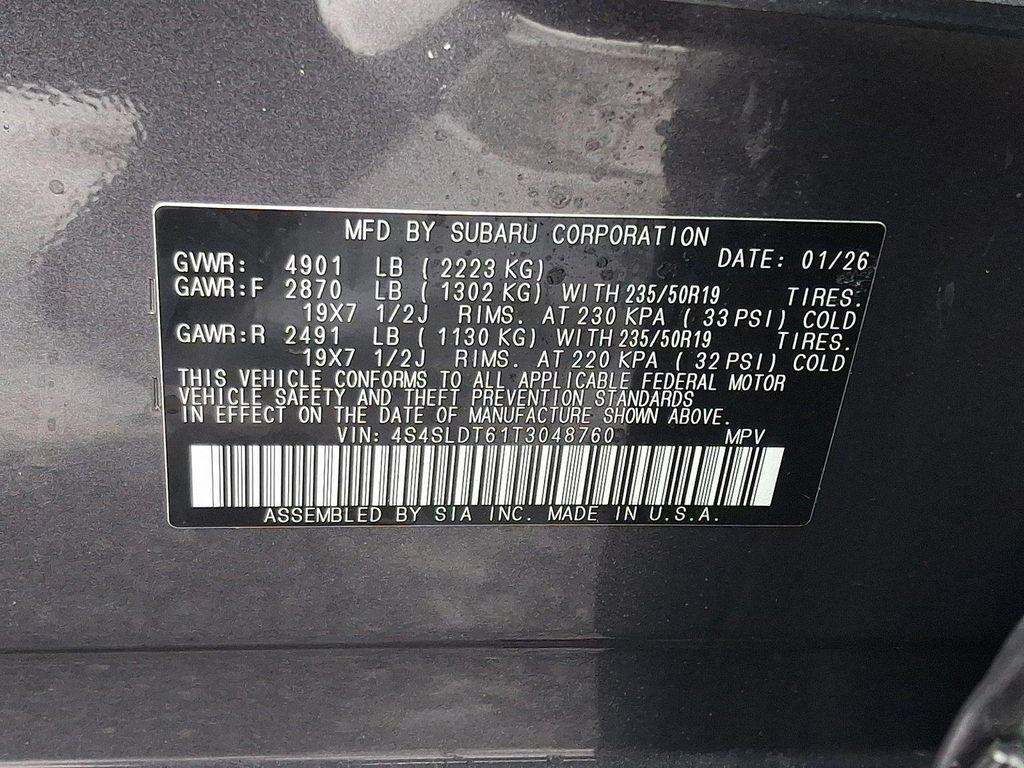 MFD BY SUBARU CORPORATION
GVWR: 4901 LB ( 2223 KG) DATE: 01/26
GAWR:F 2870 LB ( 1302 KG) WITH 235/50R19 TIRES.
19X7 1/2J RIMS. AT 230 KPA ( 33 PSI) COLD
GAWR:R 2491 LB ( 1130 KG) WITH 235/50R19 TIRES.
19X7 1/2J RIMS. AT 220 KPA ( 32 PSI) COLD
THIS VEHICLE CONFORMS TO ALL APPLICABLE FEDERAL MOTOR
VEHICLE SAFETY AND THEFT PREVENTION STANDARDS
IN EFFECT ON THE DATE OF MANUFACTURE SHOWN ABOVE.
VIN: 4S4SLDT61T3048760 MPV
ASSEMBLED BY SIA INC. MADE IN U.S.A.